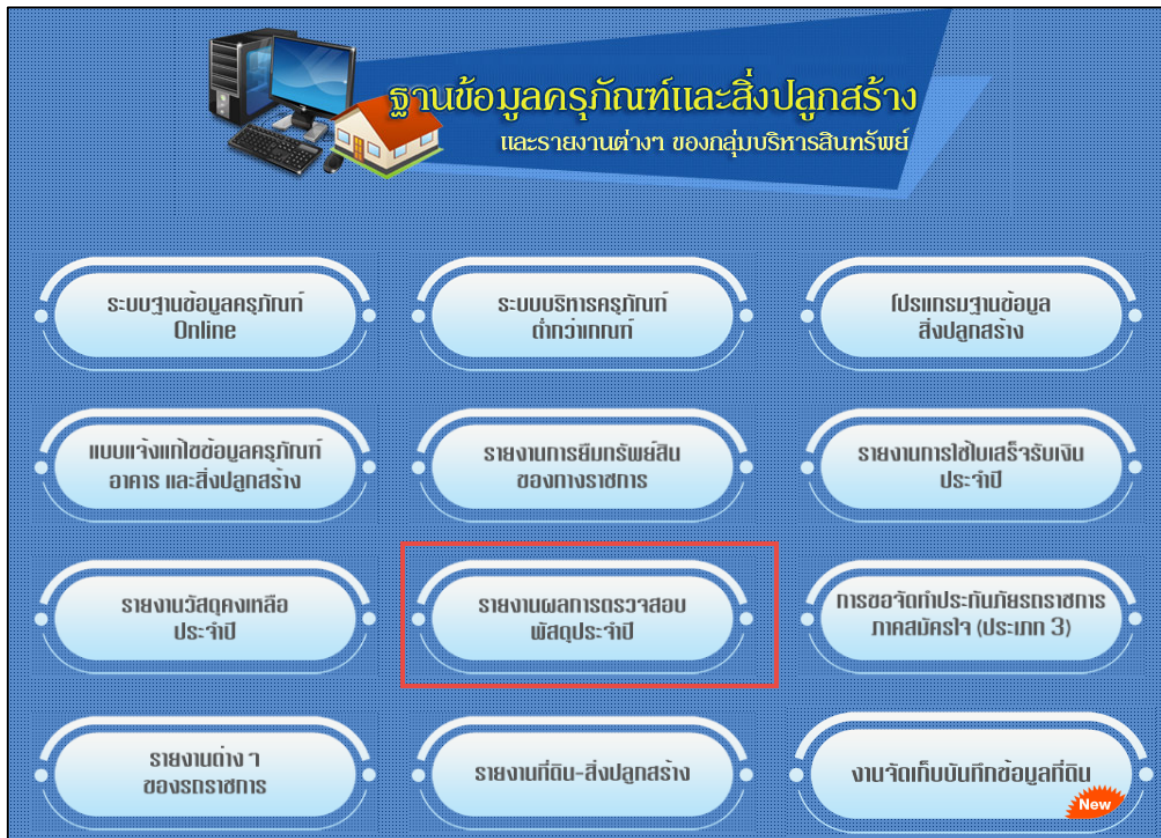 ฐานข้อมูลครุภัณฑ์และสิ่งปลูกสร้าง
และรายงานต่างๆ ของกลุ่มบริหารสินทรัพย์
ระบบฐานข้อมูลครุภัณฑ์
Online
ระบบบริหารครุภัณฑ์
ต่ำกว่าเกณฑ์
โปรแกรมฐานข้อมูล
สิ่งปลูกสร้าง
แบบแจ้งแก้ไขข้อมูลครุภัณฑ์
อาคาร และสิ่งปลูกสร้าง
รายงานการยืมทรัพย์สิน
ของทางราชการ
รายงานการใช้ใบเสร็จรับเงิน
ประจำปี
รายงานวัสดุคงเหลือ
ประจำปี
รายงานผลการตรวจสอบ
พัสดุประจำปี
การขอจัดทำประกันภัยรถราชการ
ภาคสมัครใจ (ประเภท 3)
รายงานต่าง ๆ
ของรถราชการ
รายงานที่ดิน-สิ่งปลูกสร้าง
งานจัดเก็บบันทึกข้อมูลที่ดิน
New